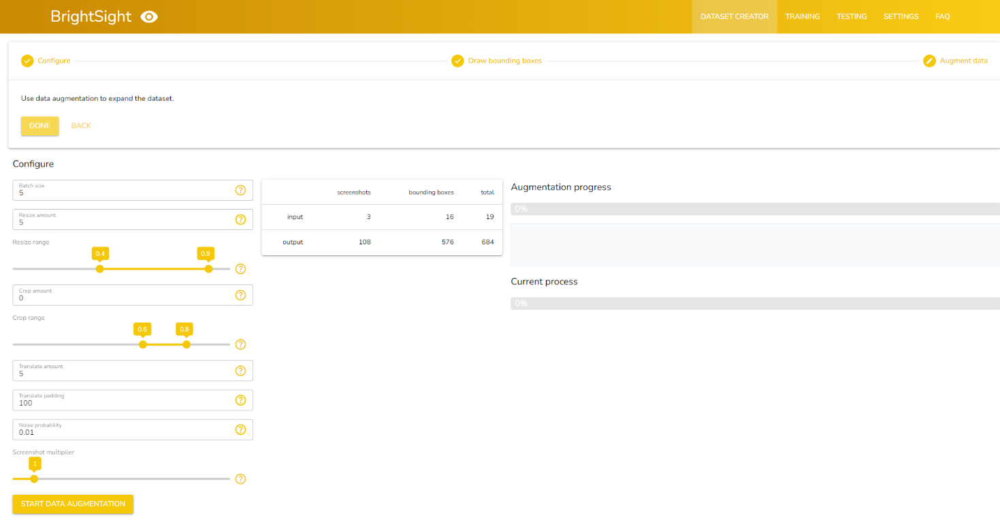 BrightSight
DATASET CREATOR TRAINING TESTING SETTINGS FAQ
Configure Draw bounding boxes Augment data
Use data augmentation to expand the dataset.
DONE BACK
Configure
Batch size
5
Resize amount
5
Resize range
0.4 0.9
Crop amount
0
Crop range
0.6 0.8
Translate amount
5
Translate padding
100
Noise probability
0.01
Screenshot multiplier
1
START DATA AUGMENTATION
screenshots bounding boxes total
input 3 16 19
output 108 576 684
Augmentation progress
0%
Current process
0%